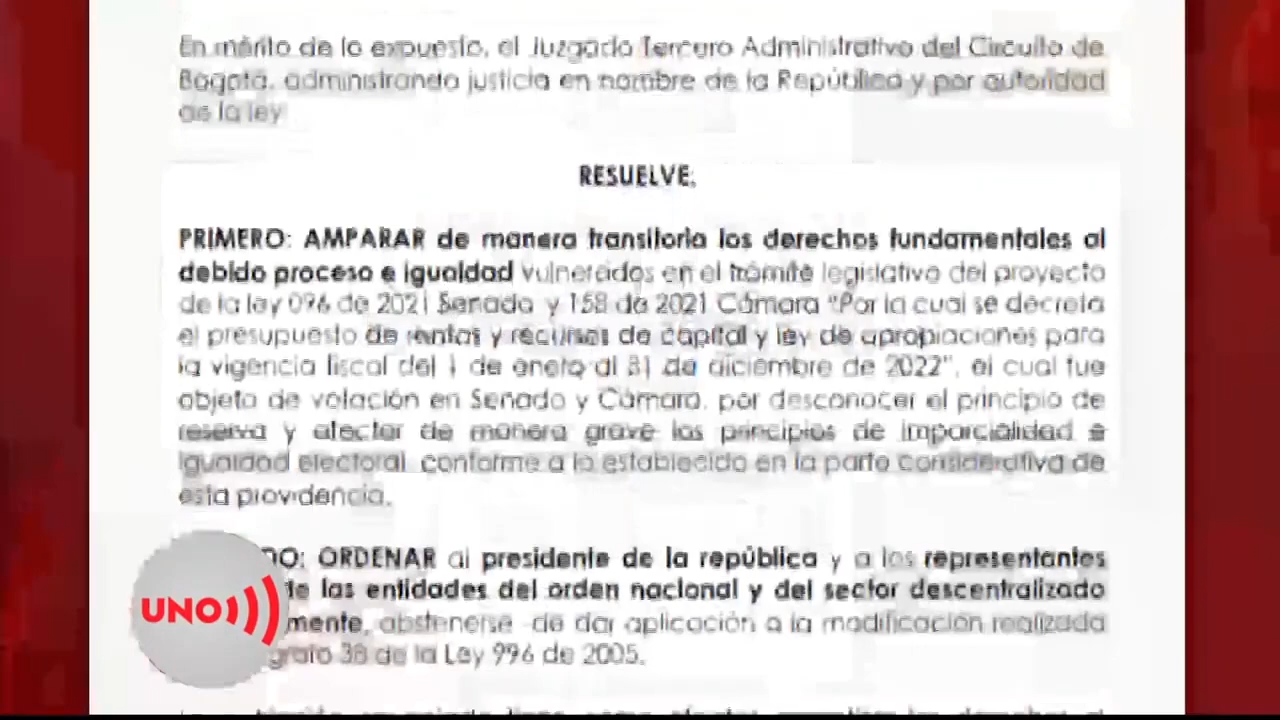 En mérito de lo expuesto, el Juzgado Tercero Administrativo del Circuito de
Bogotá, administrando justicia en nombre de la República y por autoridad
de la ley
RESUELVE.
PRIMERO: AMPARAR de manera transitoria los derechos fundamentales al
debido proceso e igualdad vulnerados en el trámite legislativo del proyecto
de la ley 096 de 2021 Senado y 158 de 2021 Cámara "Por la cual se decreta
el presupuesto de rentas y recursos de capital y ley de apropiaciones para
la vigencia fiscal del 1 de enero al 31 de diciembre de 2022", el cual fue
objeto de votación en Senado y Cámara, por desconocer el principio de
reserva y afectar de manera grave los principios de imparcialidad e
igualdad electoral conforme a lo establecido en la parte considerativa de
esta providencia.
DO: ORDENAR al presidente de la república y a los representantes
de las entidades del orden nacional y del sector descentralizado
UNO
mente, abstenerse de dar aplicación a la modificación realizada
grafo 38 de la Ley 996 de 2005.